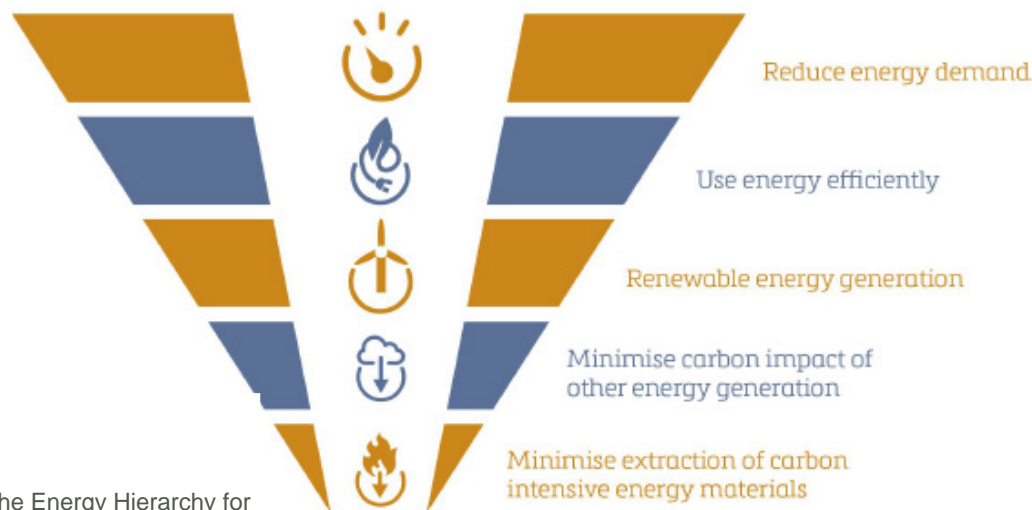 Reduce energy demand
Use energy efficiently
Renewable energy generation
Minimise carbon impact of
other energy generation
Minimise extraction of carbon
intensive energy materials
Energy Hierarchy for